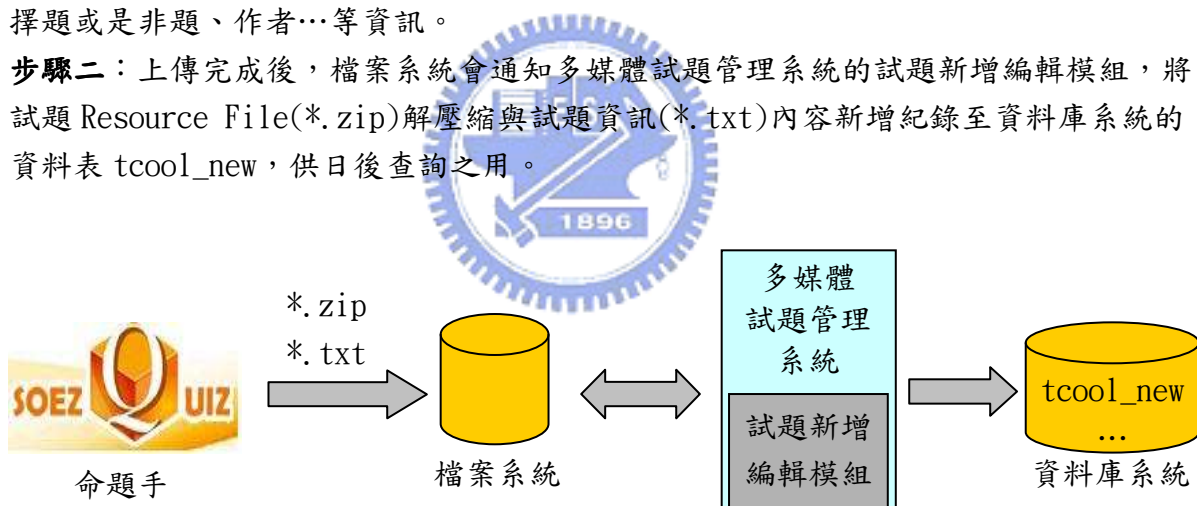 擇題或是非題、作者…等資訊。
步驟二：上傳完成後，檔案系統會通知多媒體試題管理系統的試題新增編輯模組，將
試題 Resource File(*.zip)解壓縮與試題資訊(*.txt)內容新增紀錄至資料庫系統的
資料表 tcool_new，供日後查詢之用。
1896
*.zip
*.txt
SOEZ Q UIZ
命題手
檔案系統
多媒體
試題管理
系統
試題新增
編輯模組
tcool_new
…
資料庫系統